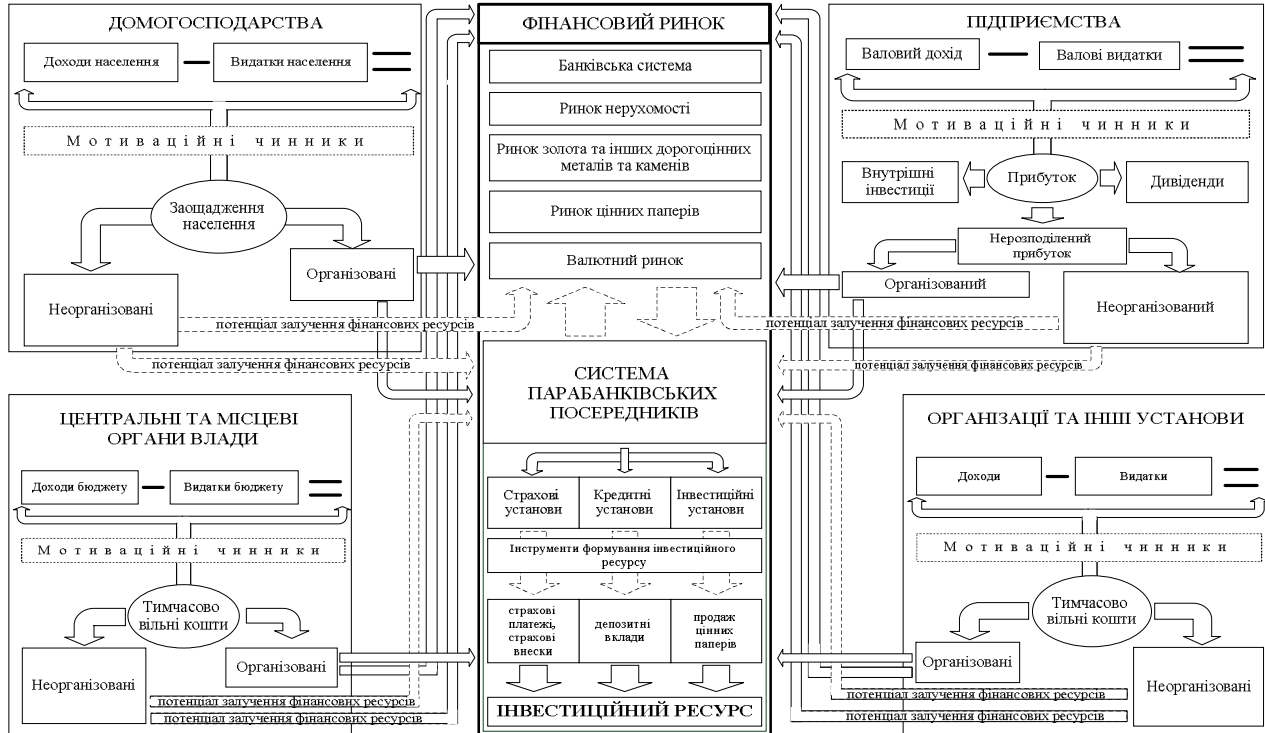 ДОМОГОСПОДАРСТВА
Доходи населення
Видатки населення
Мотиваційні чинники
Заощадження
населення
Організовані
Неорганізовані
потенціал залучення фінансових ресурсів
потенціал залучення фінансових ресурсів
ЦЕНТРАЛЬНІ ТА МІСЦЕВІ
ОРГАНИ ВЛАДИ
Доходи бюджету
Видатки бюджету
Мотиваційні чинники
Тимчасово
вільні кошти
Організовані
Неорганізовані
потенціал залучення фінансових ресурсів
потенціал залучення фінансових ресурсів
ФІНАНСОВИЙ РИНОК
Банківська система
Ринок нерухомості
Ринок золота та інших дорогоцінних
металів та каменів
Ринок цінних паперів
Валютний ринок
СИСТЕМА
ПАРАБАНКІВСЬКИХ
ПОСЕРЕДНИКІВ
Страхові
установи
Кредитні
установи
Інвестиційні
установи
Інструменти формування інвестиційного
ресурсу
страхові
платежі,
страхові
внески
депозитні
вклади
продаж
цінних
паперів
ІНВЕСТИЦІЙНИЙ РЕСУРС
ПІДПРИЄМСТВА
Валовий дохід
Валові видатки
Мотиваційні чинники
Внутрішні
інвестиції
Прибуток
Дивіденди
Нерозподілений
прибуток
Організований
Неорганізований
потенціал залучення фінансових ресурсів
потенціал залучення фінансових ресурсів
ОРГАНІЗАЦІЇ ТА ІНШІ УСТАНОВИ
Доходи
Видатки
Мотиваційні чинники
Тимчасово
вільні кошти
Організовані
Неорганізовані
потенціал залучення фінансових ресурсів
потенціал залучення фінансових ресурсів